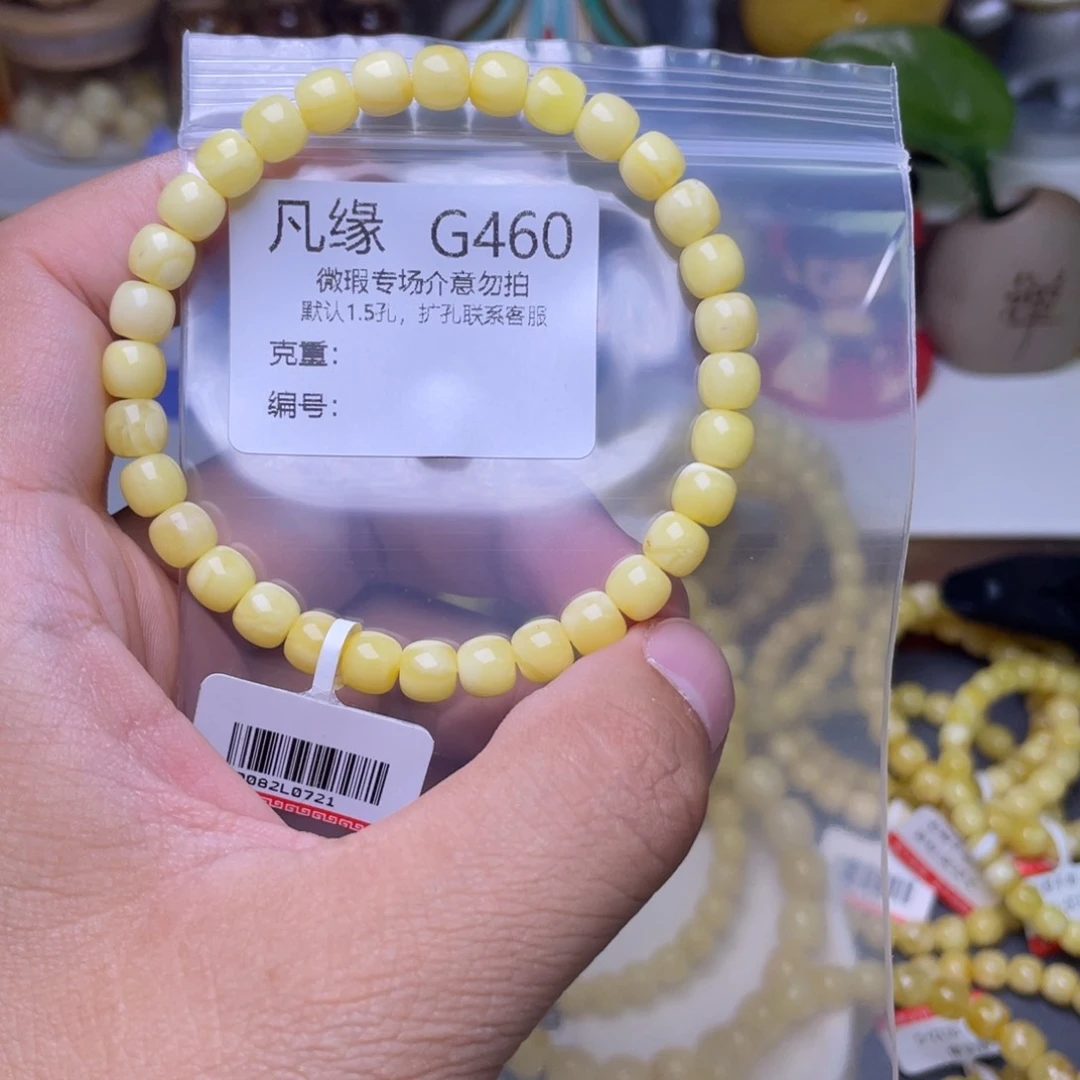 凡缘 G460
微瑕专场介意勿拍
默认1.5孔，扩孔联系客服
克重：
编号：
082L0721